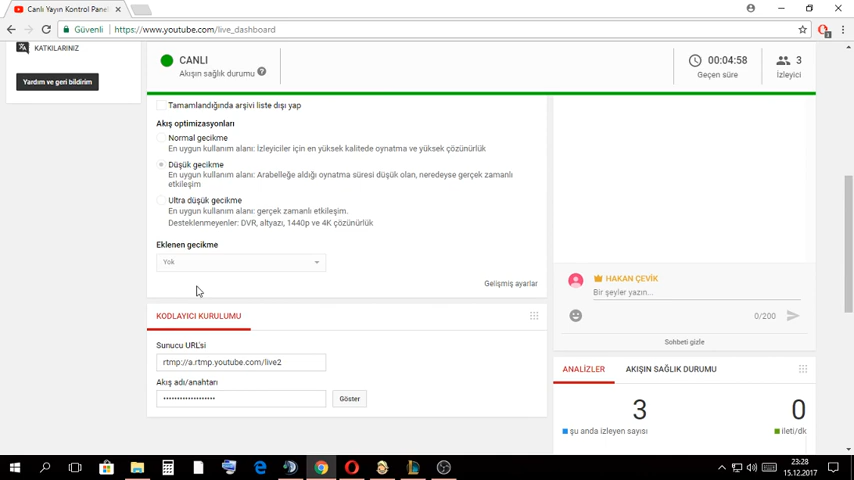 Canlı Yayın Kontrol Pane
Güvenli
https://www.youtube.com/live_dashboard
1
KATKILARINIZ
Yardım ve geri bildirim
CANLI
Akışın sağlık durumu
00:04:58
Geçen süre
3
İzleyici
Tamamlandığında arşivi liste dışı yap
Akış optimizasyonları
Normal gecikme
En uygun kullanım alanı: İzleyiciler için en yüksek kalitede oynatma ve yüksek çözünürlük
Düşük gecikme
En uygun kullanım alanı: Arabelleğe aldığı oynatma süresi düşük olan, neredeyse gerçek zamanlı
etkileşim
Ultra düşük gecikme
En uygun kullanım alanı: gerçek zamanlı etkileşim.
Desteklenmeyenler: DVR, altyazı, 1440p ve 4K çözünürlük
Eklenen gecikme
Yok
Gelişmiş ayarlar
KODLAYICI KURULUMU
Sunucu URL'si
rtmp://a.rtmp.youtube.com/live2
Akış adı/anahtarı
•••••••••••••••••••
Göster
HAKAN ÇEVİK
Bir şeyler yazın...
0/200
Sohbeti gizle
ANALİZLER
AKIŞIN SAĞLIK DURUMU
3
0
şu anda izleyen sayısı
ileti/dk
23:28
15.12.2017